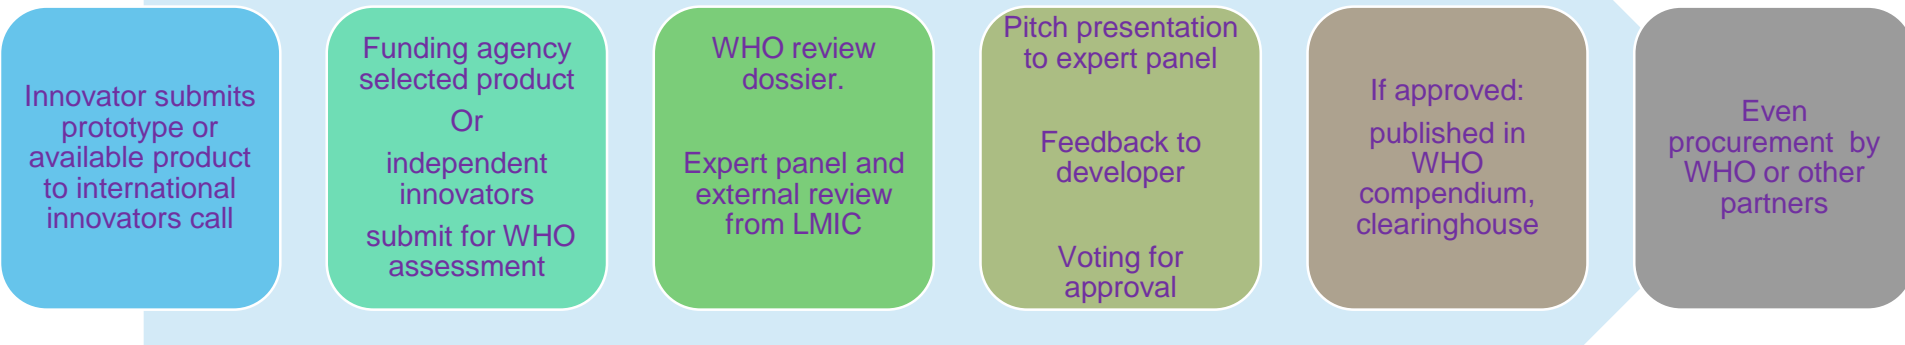 Innovator submits
prototype or
available product
to international
innovators call
Funding agency
selected product
Or
independent
innovators
submit for WHO
assessment
WHO review
dossier.
Expert panel and
external review
from LMIC
Pitch presentation
to expert panel
Feedback to
developer
Voting for
approval
If approved:
published in
WHO
compendium,
clearinghouse
Even
procurement by
WHO or other
partners